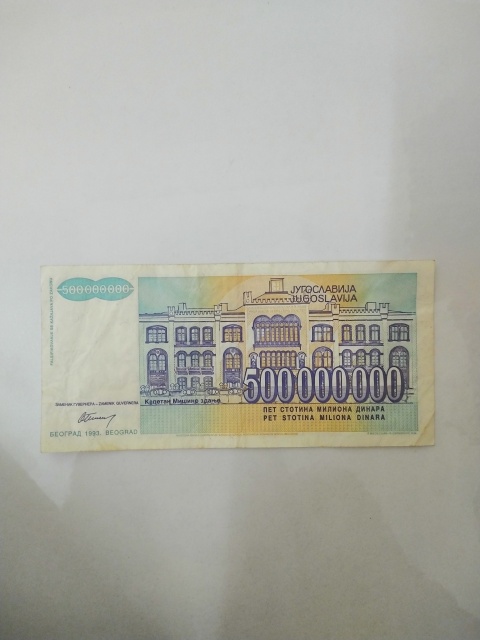 500000000
ЈУГОСЛАВИЈА
JUGOSLAVIJA
500000000
ЗАМЕНИК ГУВЕРНЕРА - ZAMENIK GUVERNERA
Капетан Мишино здање
ПЕТ СТОТИНА МИЛИОНА ДИНАРА
PET STOTINA MILIONA DINARA
БЕОГРАД 1993. BEOGRAD